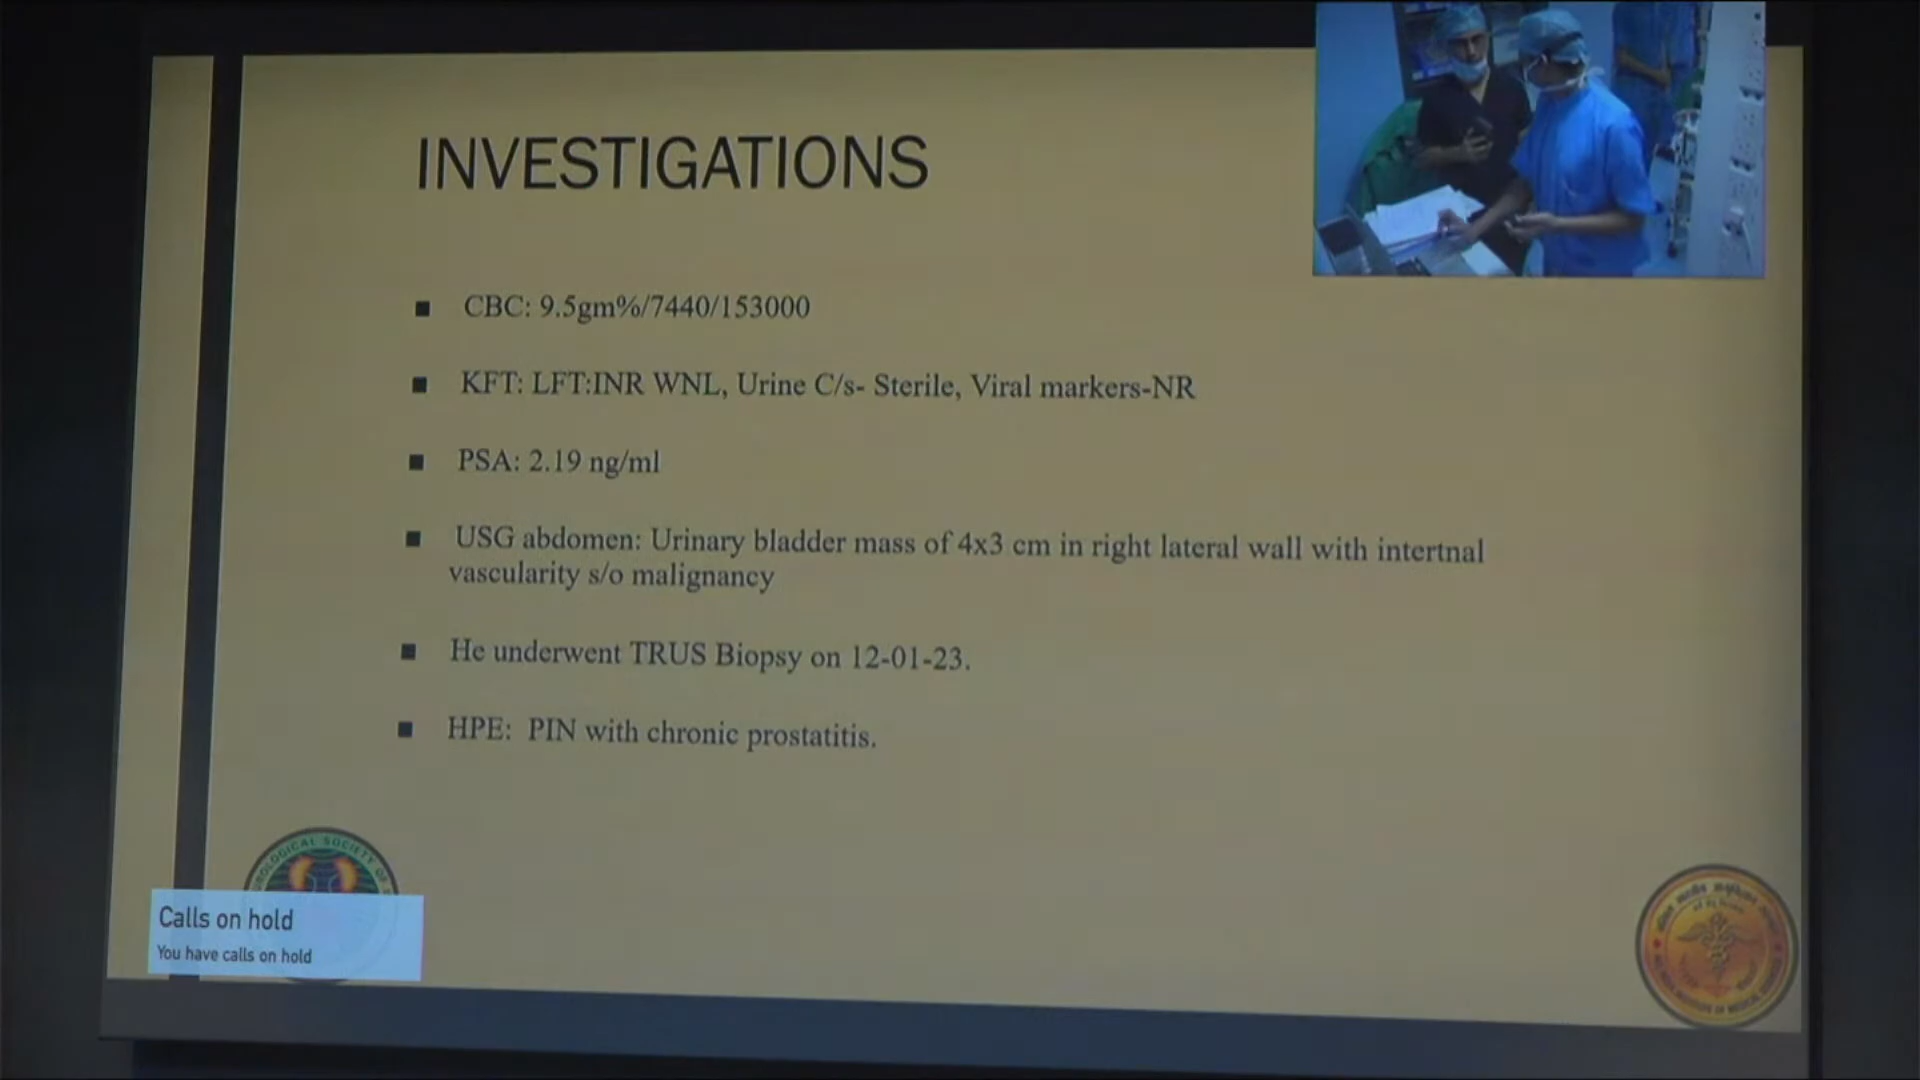 INVESTIGATIONS
■ CBC: 9.5gm%/7440/153000
■ KFT: LFT:INR WNL, Urine C/s- Sterile, Viral markers-NR
■ PSA: 2.19 ng/ml
■ USG abdomen: Urinary bladder mass of 4x3 cm in right lateral wall with intertnal
vascularity s/o malignancy
■ He underwent TRUS Biopsy on 12-01-23.
■ HPE: PIN with chronic prostatitis.
UROLOGICAL SOCIETY OF
Calls on hold
You have calls on hold